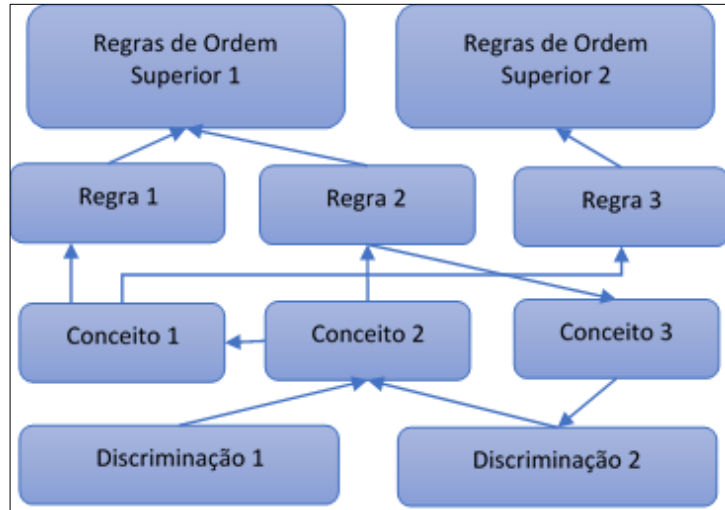 Regras de Ordem
Superior 1
Regras de Ordem
Superior 2
Regra 1
Regra 2
Regra 3
Conceito 1
Conceito 2
Conceito 3
Discriminação 1
Discriminação 2